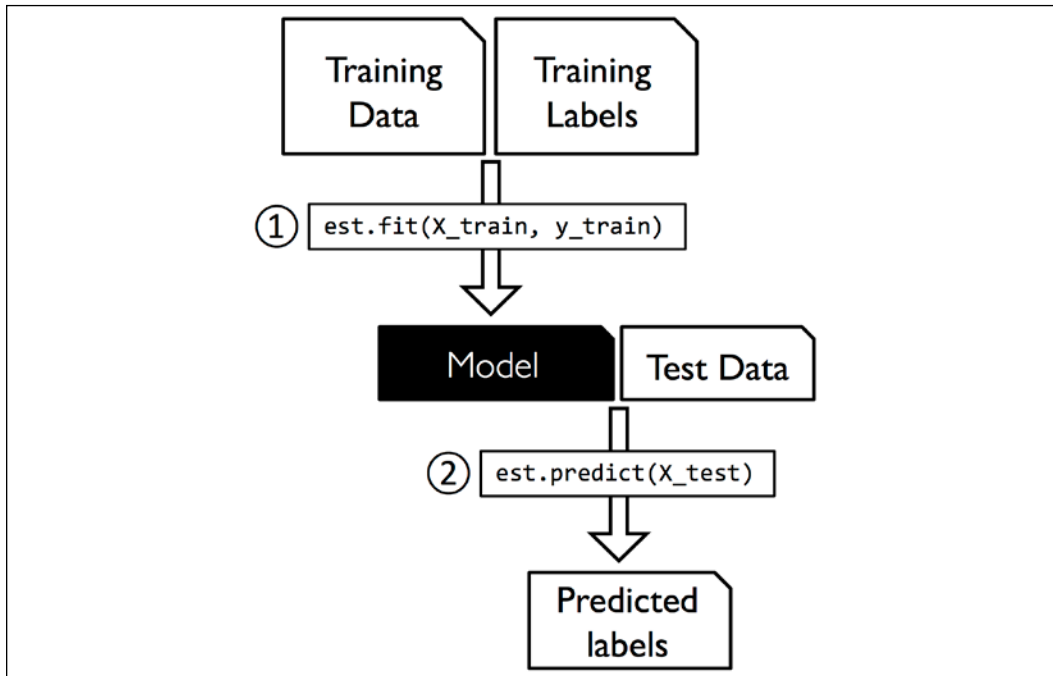 Training
Data
Training
Labels
① est.fit(X_train, y_train)
Model
Test Data
② est.predict(X_test)
Predicted
labels